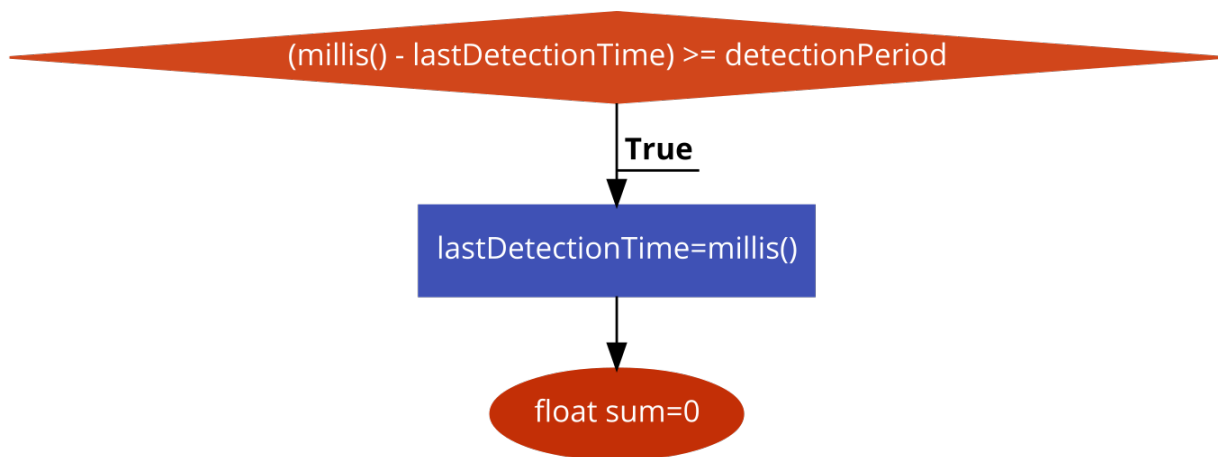 (millis() - lastDetectionTime) >= detectionPeriod
True
lastDetectionTime=millis()
float sum=0